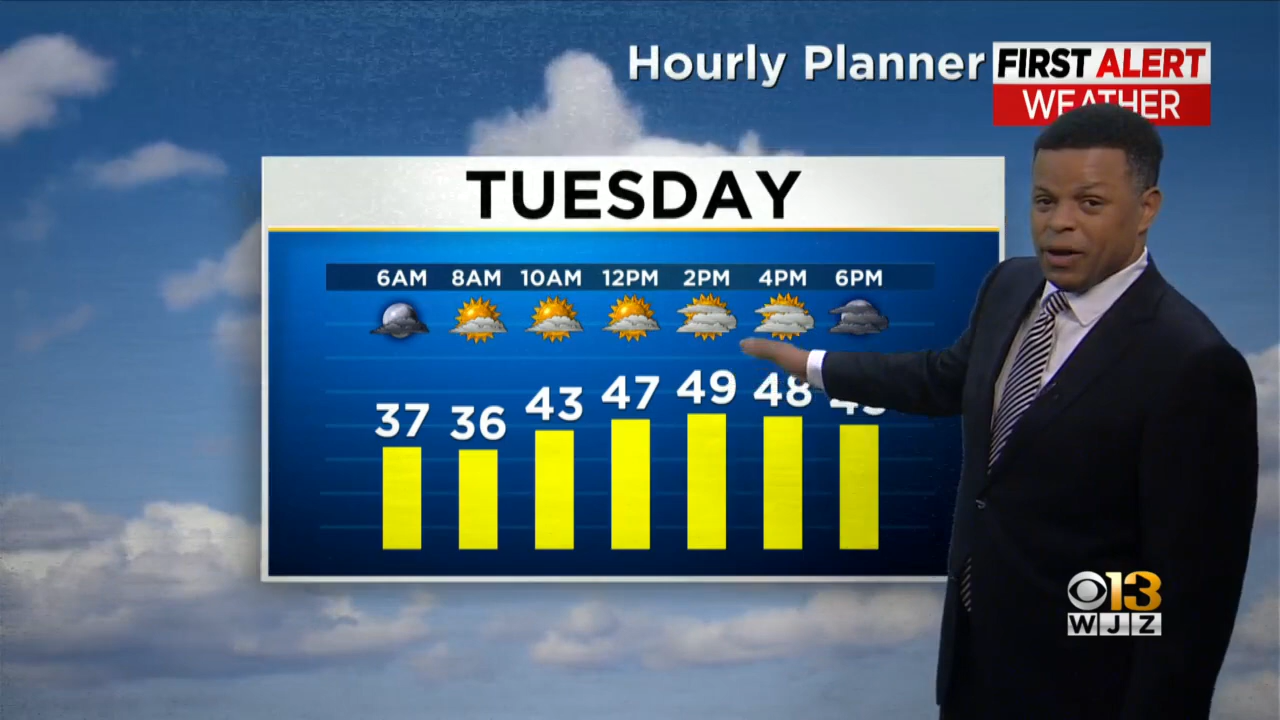 Hourly Planner
FIRST ALERT
WEATHER
TUESDAY
6AM 8AM 10AM 12PM 2PM 4PM 6PM
37 36 43 47 49 48
13
WJZ